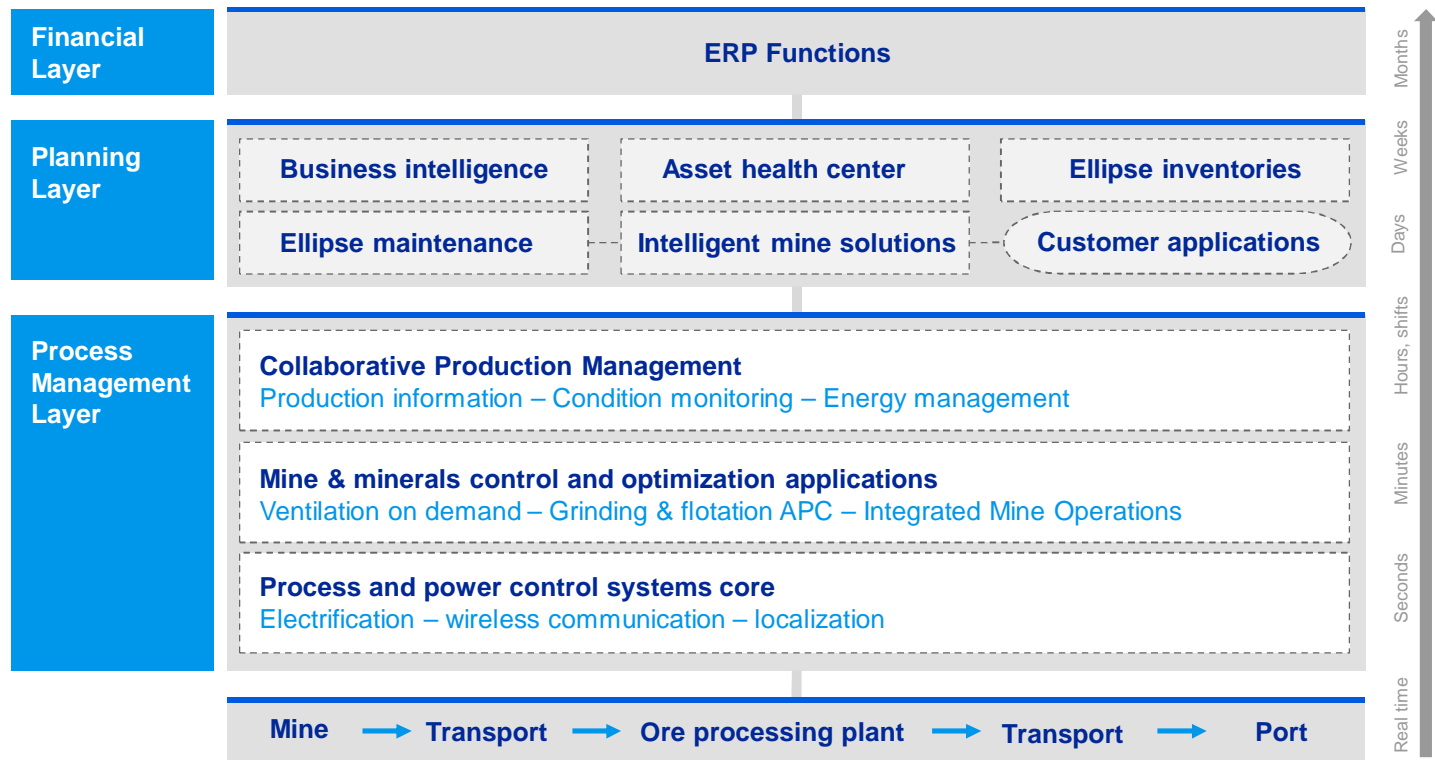 Financial
Layer
ERP Functions
Planning
Layer
Business intelligence
Asset health center
Ellipse inventories
Ellipse maintenance
Intelligent mine solutions
Customer applications
Process
Management
Layer
Collaborative Production Management
Production information – Condition monitoring – Energy management
Mine & minerals control and optimization applications
Ventilation on demand – Grinding & flotation APC – Integrated Mine Operations
Process and power control systems core
Electrification – wireless communication – localization
Mine
Transport
Ore processing plant
Transport
Port
Months
Weeks
Days
Hours, shifts
Minutes
Seconds
Real time